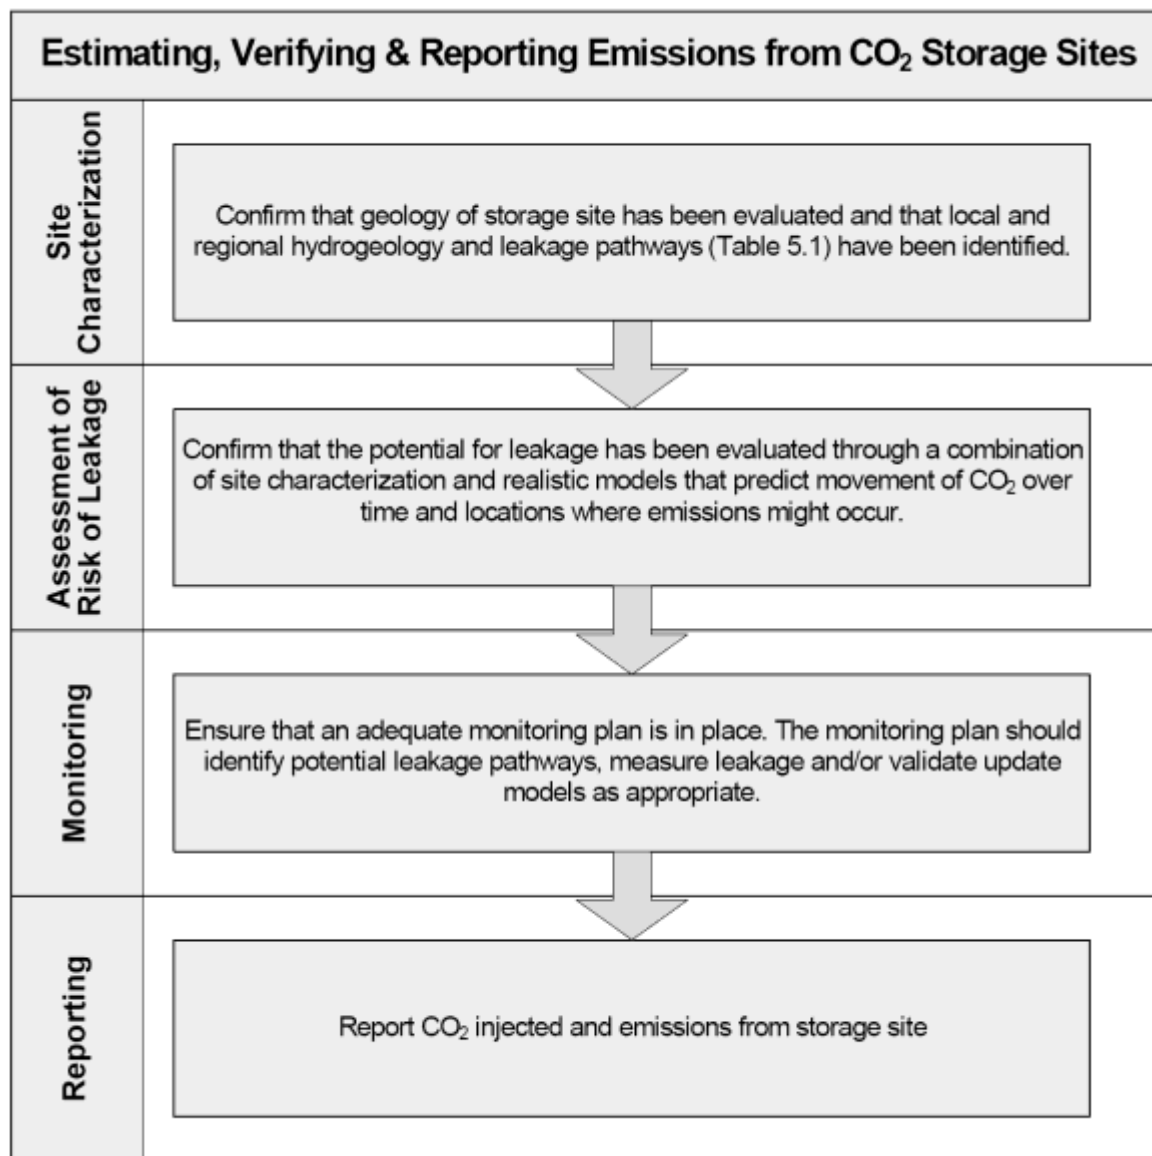 Estimating, Verifying & Reporting Emissions from CO₂ Storage Sites
Site
Characterization
Confirm that geology of storage site has been evaluated and that local and
regional hydrogeology and leakage pathways (Table 5.1) have been identified.
Assessment of
Risk of Leakage
Confirm that the potential for leakage has been evaluated through a combination
of site characterization and realistic models that predict movement of CO₂ over
time and locations where emissions might occur.
Monitoring
Ensure that an adequate monitoring plan is in place. The monitoring plan should
identify potential leakage pathways, measure leakage and/or validate update
models as appropriate.
Reporting
Report CO₂ injected and emissions from storage site